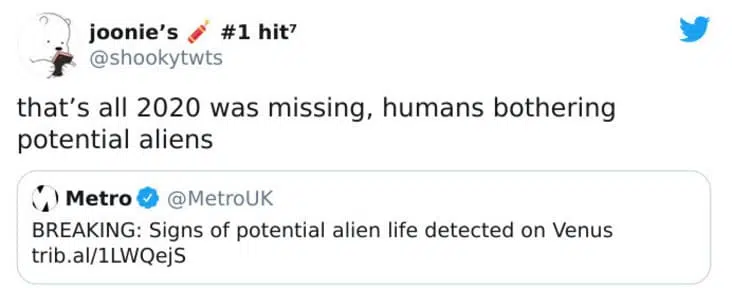 joonie’s 🧨 #1 hit⁷
@shookytwts
that’s all 2020 was missing, humans bothering
potential aliens
Metro @MetroUK
BREAKING: Signs of potential alien life detected on Venus
trib.al/1LWQejS